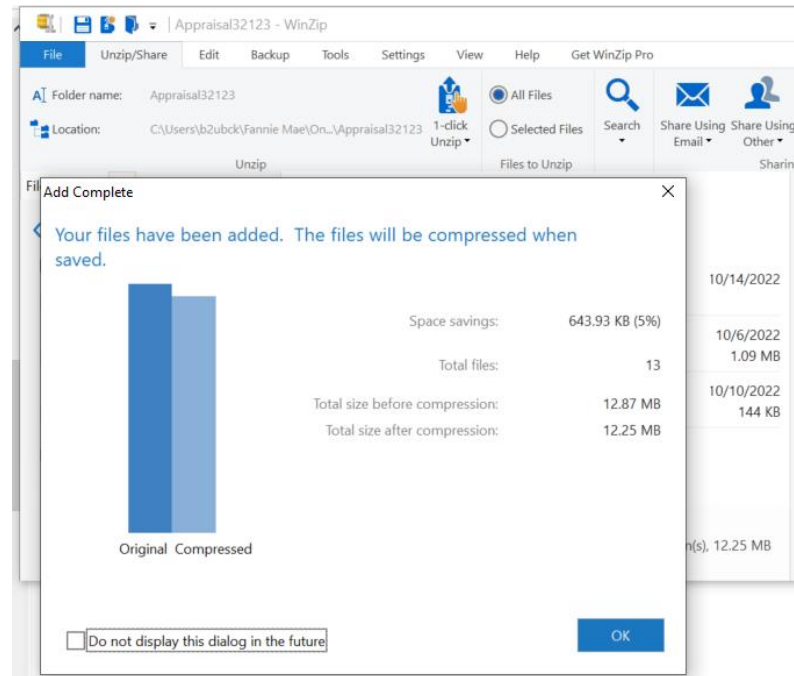 Appraisal32123 - WinZip
File Unzip/Share Edit Backup Tools Settings View Help Get WinZip Pro
Folder name: Appraisal32123
Location: C:\Users\b2ubck\Fannie Mae\On...\Appraisal32123
1-click
Unzip
All Files
Selected Files
Search
Share Using
Email
Share Using
Other
Unzip
Files to Unzip
Sharin
Fil
Add Complete
Your files have been added. The files will be compressed when
saved.
Space savings: 643.93 KB (5%)
Total files: 13
Total size before compression: 12.87 MB
Total size after compression: 12.25 MB
Original Compressed
Do not display this dialog in the future
OK
10/14/2022
10/6/2022
1.09 MB
10/10/2022
144 KB
n(s), 12.25 MB